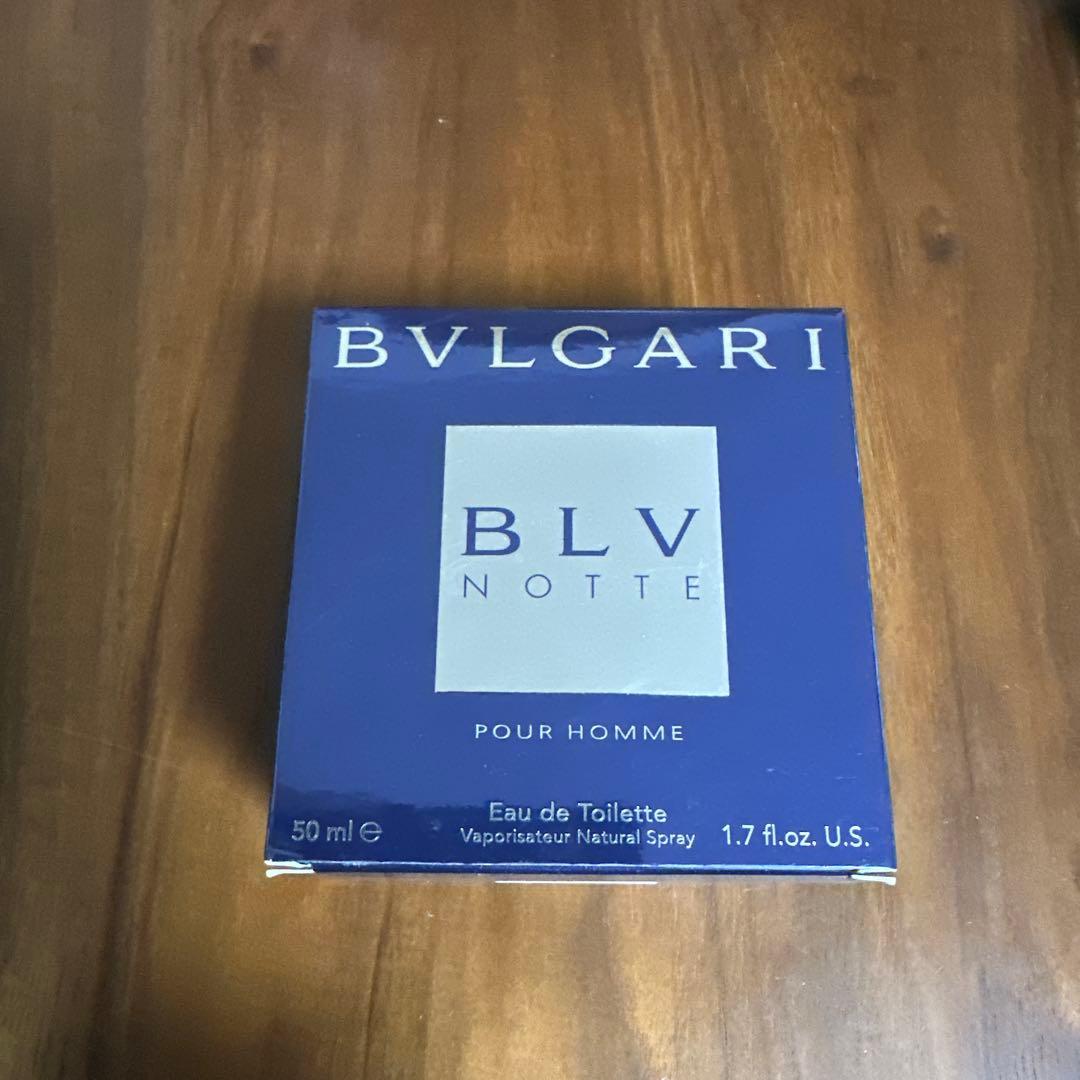 BVLGARI
BLV
NOTTE
POUR HOMME
Eau de Toilette
50 ml ℮ Vaporisateur Natural Spray 1.7 fl.oz. U.S.